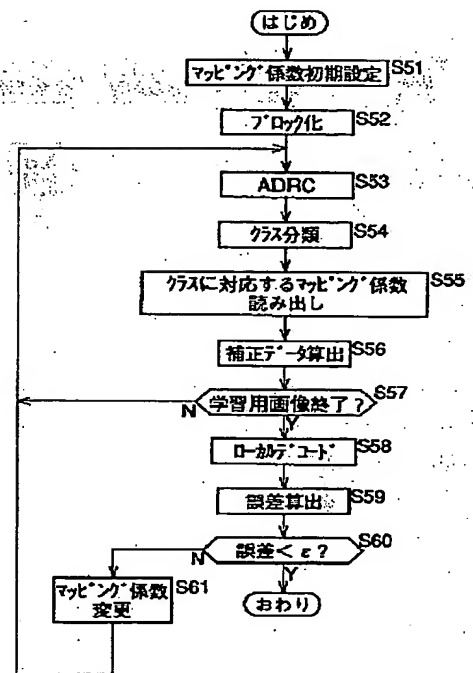 はじめ
マッピング係数初期設定 S51
ブロック化 S52
ADRC S53
クラス分類 S54
クラスに対応するマッピング係数 S55
読み出し
補正データ算出 S56
学習用画像終了? S57
N
Y
ローカルデコード S58
誤差算出 S59
誤差<ε? S60
N
Y
マッピング係数 S61
変更
おわり